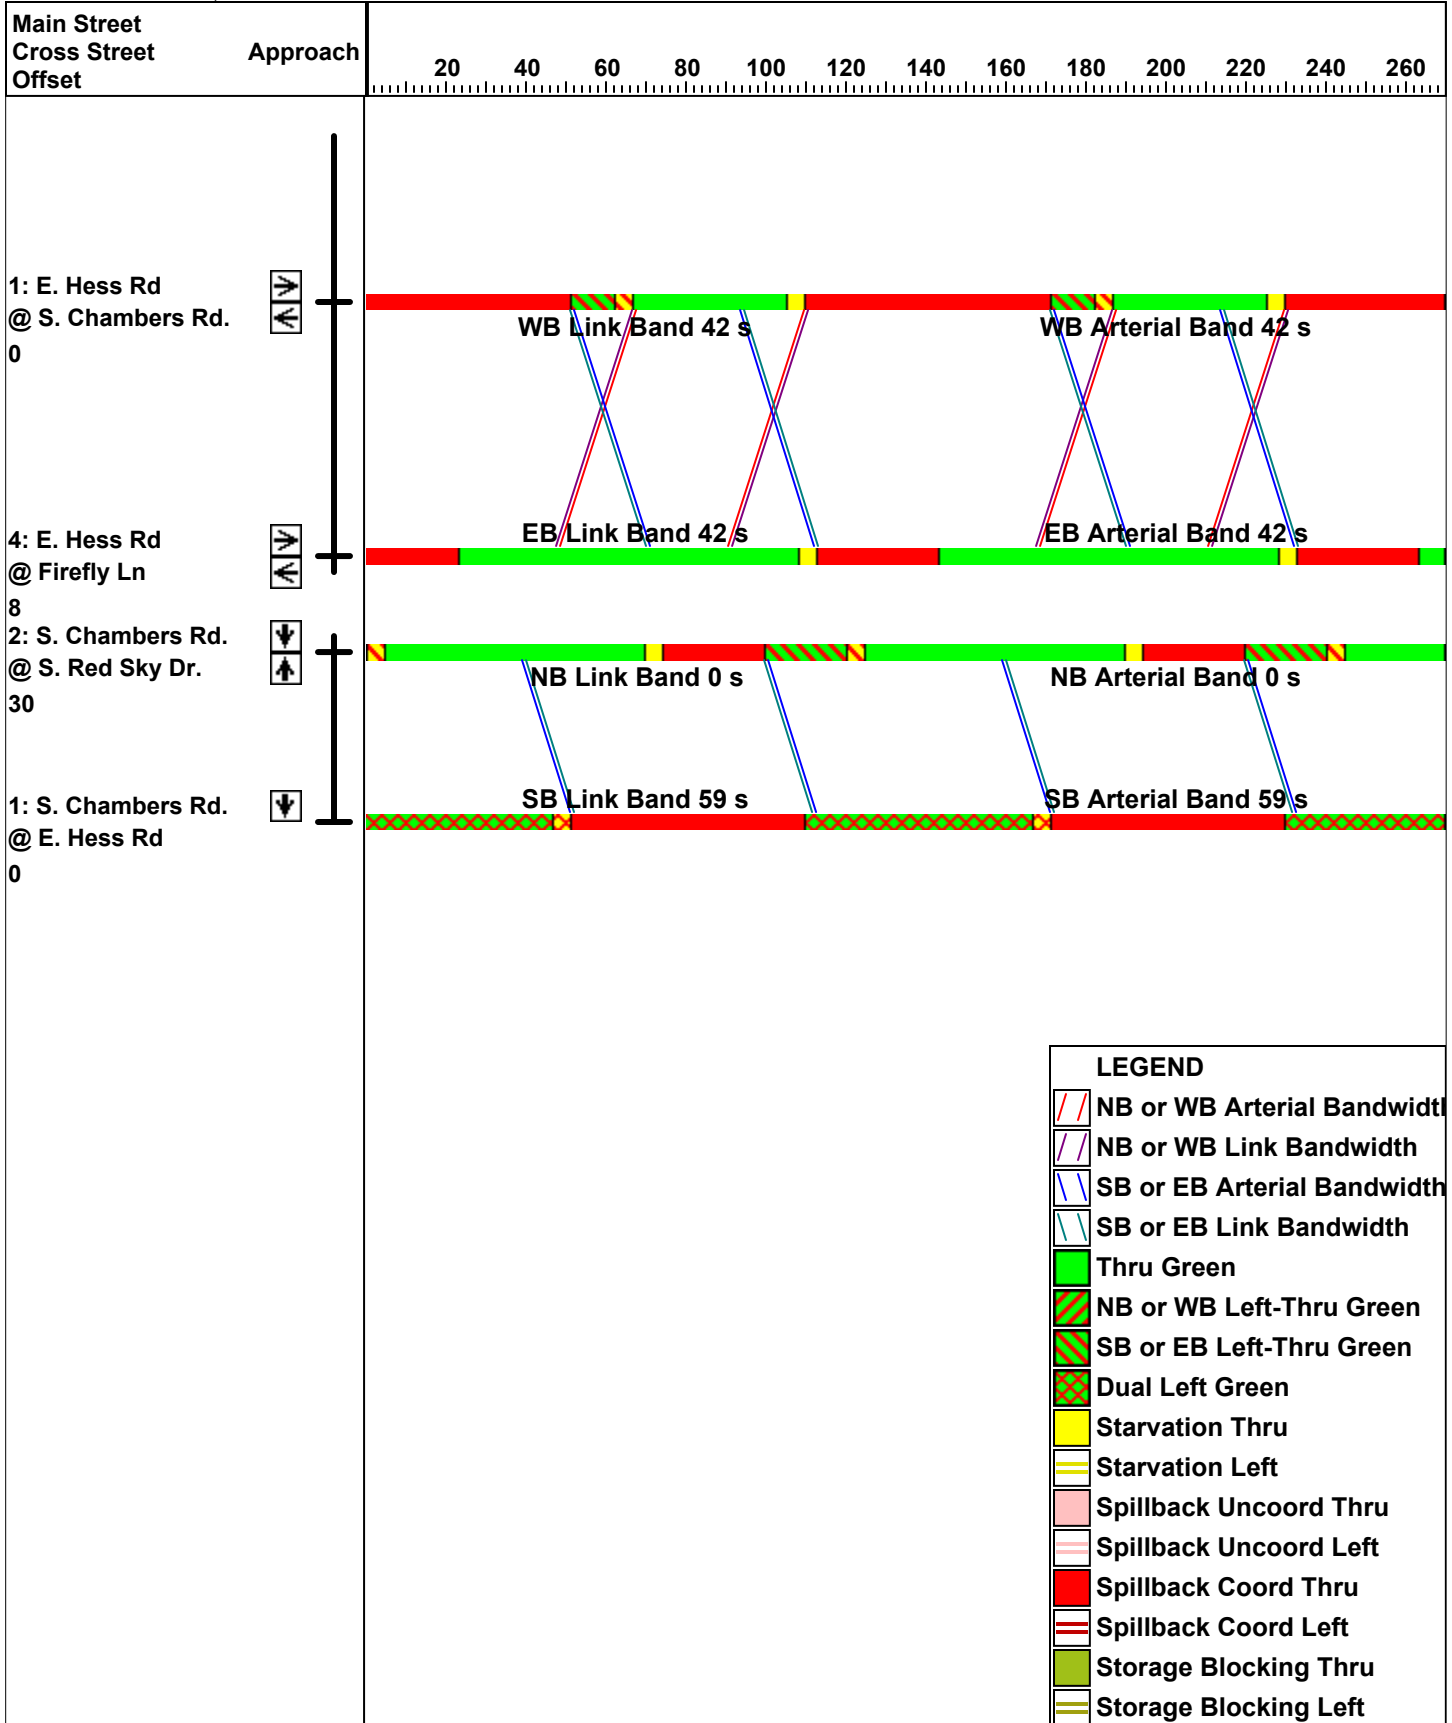 Main Street
Cross Street Approach
Offset
20 40 60 80 100 120 140 160 180 200 220 240 260
1: E. Hess Rd
@ S. Chambers Rd.
0
WB Link Band 42 s WB Arterial Band 42 s
EB Link Band 42 s EB Arterial Band 42 s
4: E. Hess Rd
@ Firefly Ln
8
2: S. Chambers Rd.
@ S. Red Sky Dr.
30
NB Link Band 0 s NB Arterial Band 0 s
SB Link Band 59 s SB Arterial Band 59 s
1: S. Chambers Rd.
@ E. Hess Rd
0
LEGEND
NB or WB Arterial Bandwidth
NB or WB Link Bandwidth
SB or EB Arterial Bandwidth
SB or EB Link Bandwidth
Thru Green
NB or WB Left-Thru Green
SB or EB Left-Thru Green
Dual Left Green
Starvation Thru
Starvation Left
Spillback Uncoord Thru
Spillback Uncoord Left
Spillback Coord Thru
Spillback Coord Left
Storage Blocking Thru
Storage Blocking Left